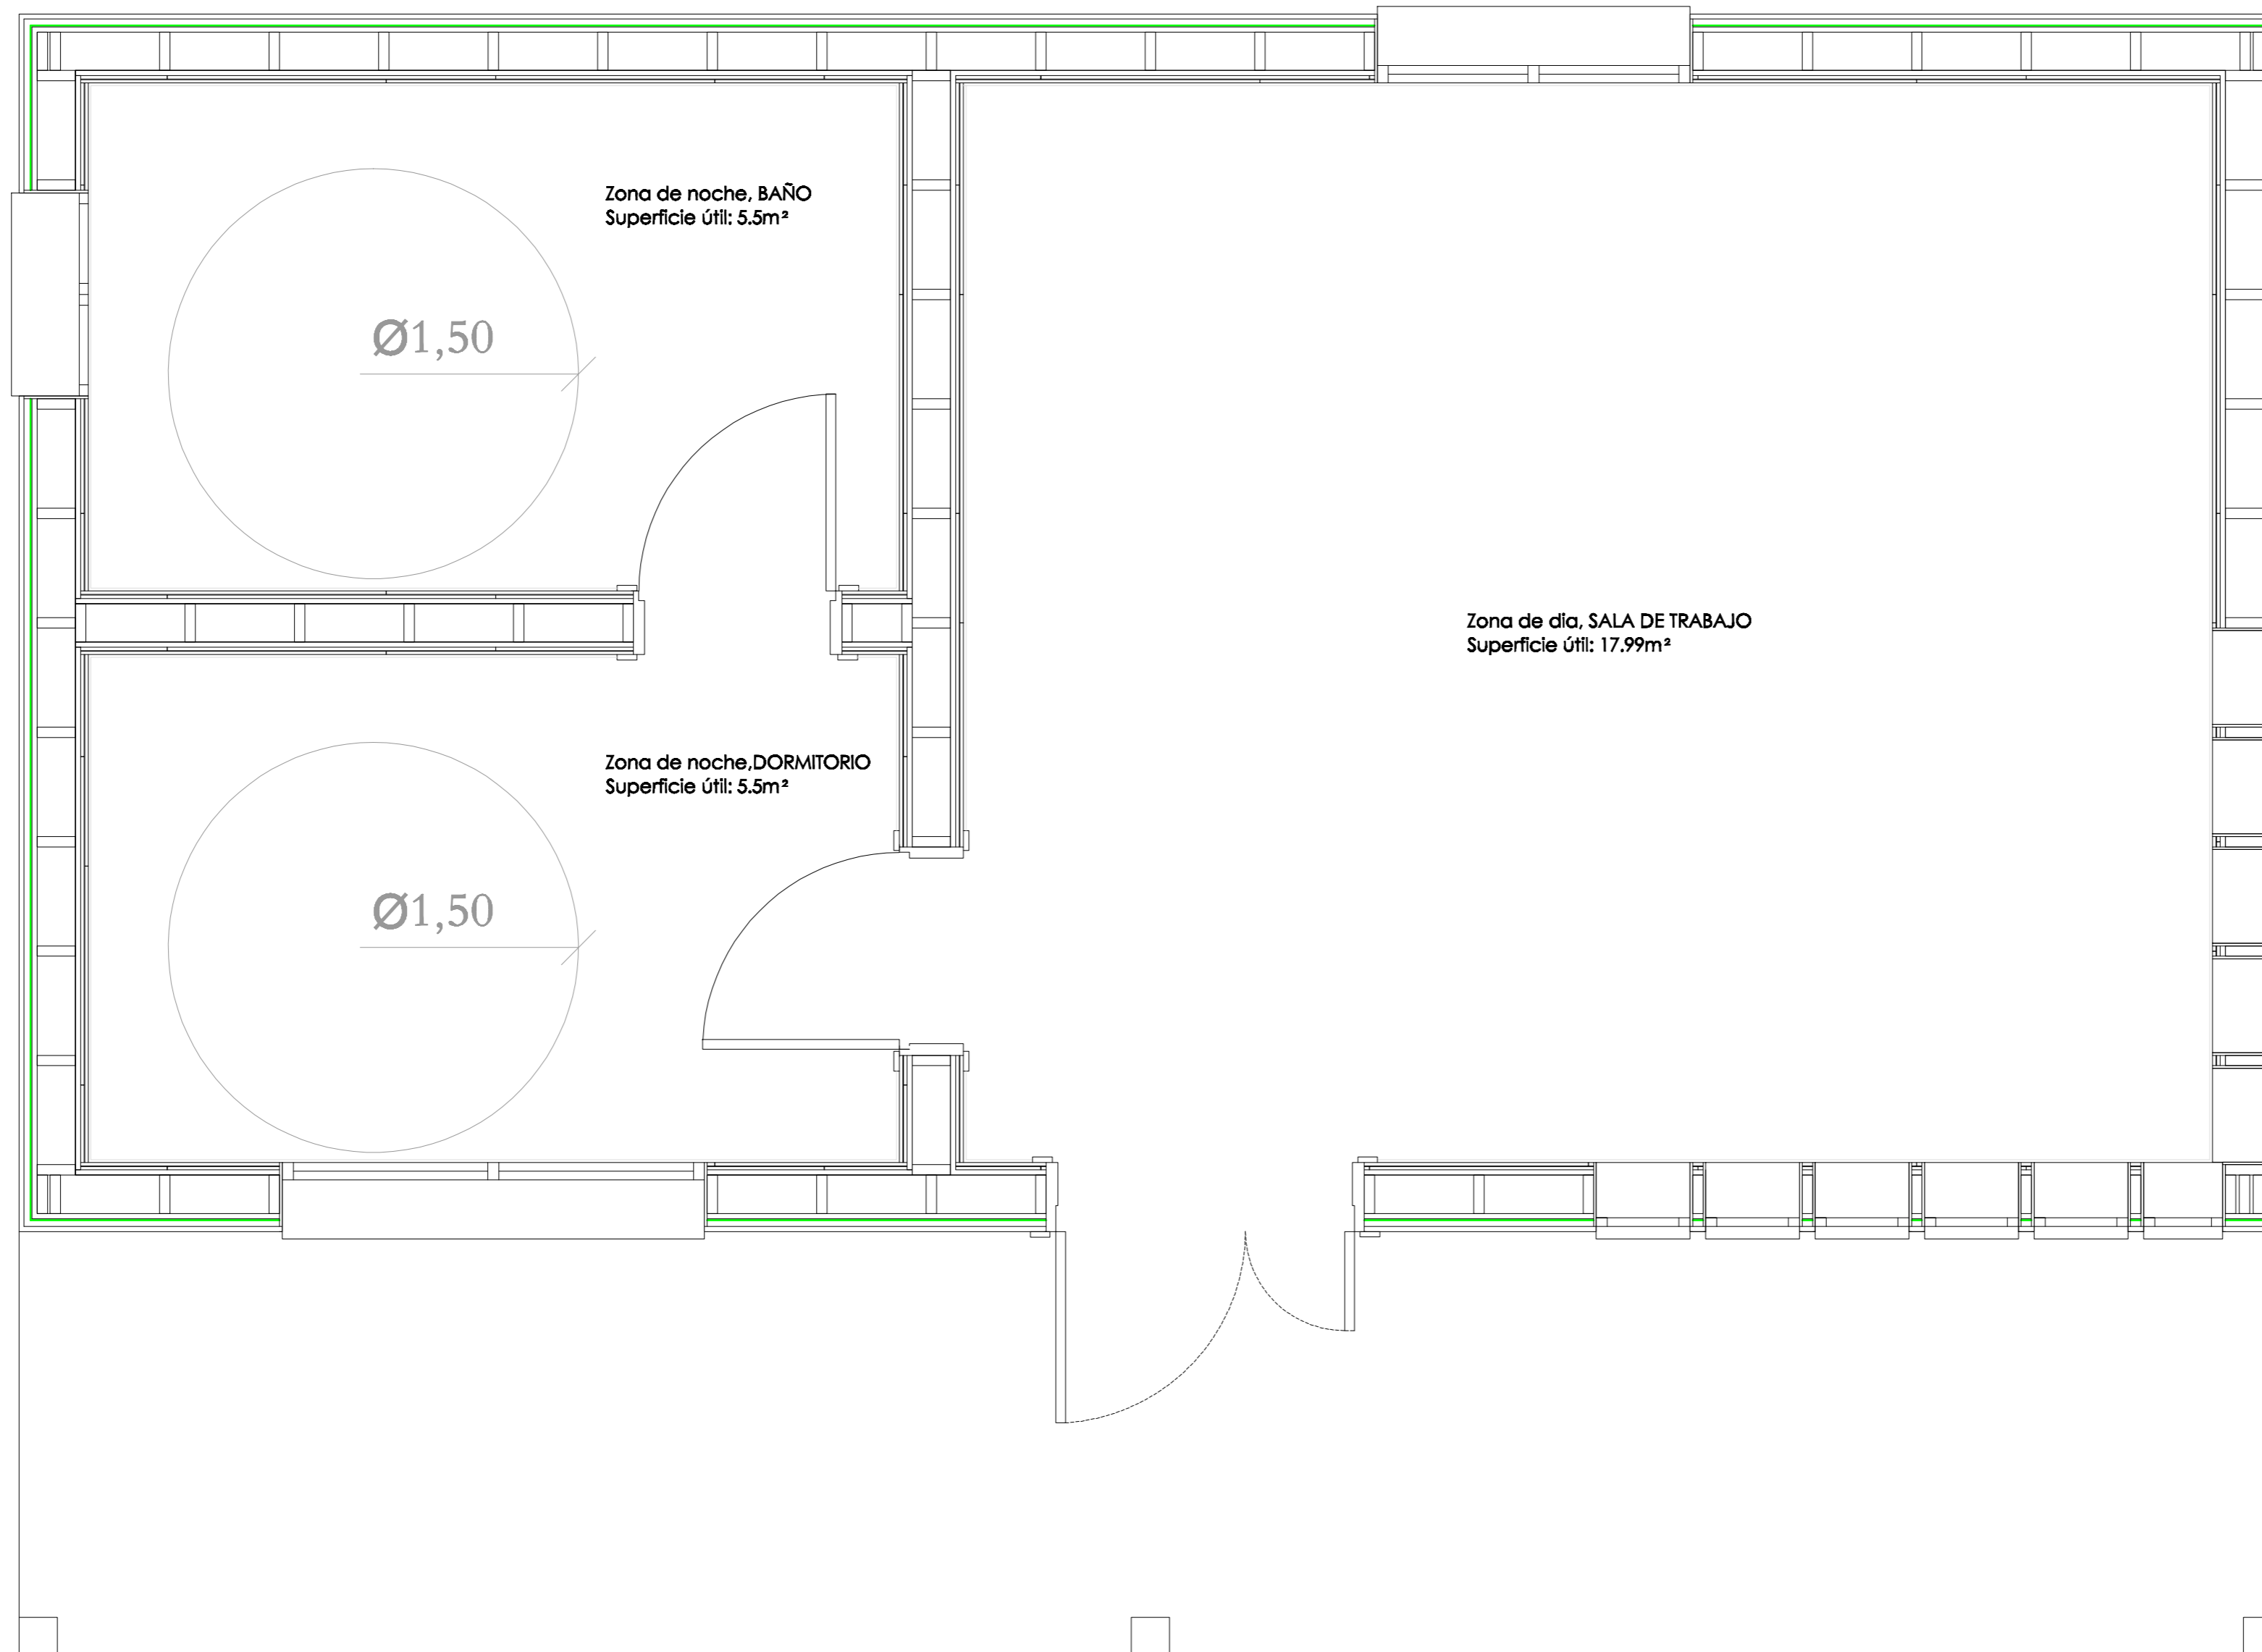 Zona de noche, BAÑO
Superficie útil: 5.5m²
Ø1,50
Zona de dia, SALA DE TRABAJO
Superficie útil: 17.99m²
Zona de noche,DORMITORIO
Superficie útil: 5.5m²
Ø1,50